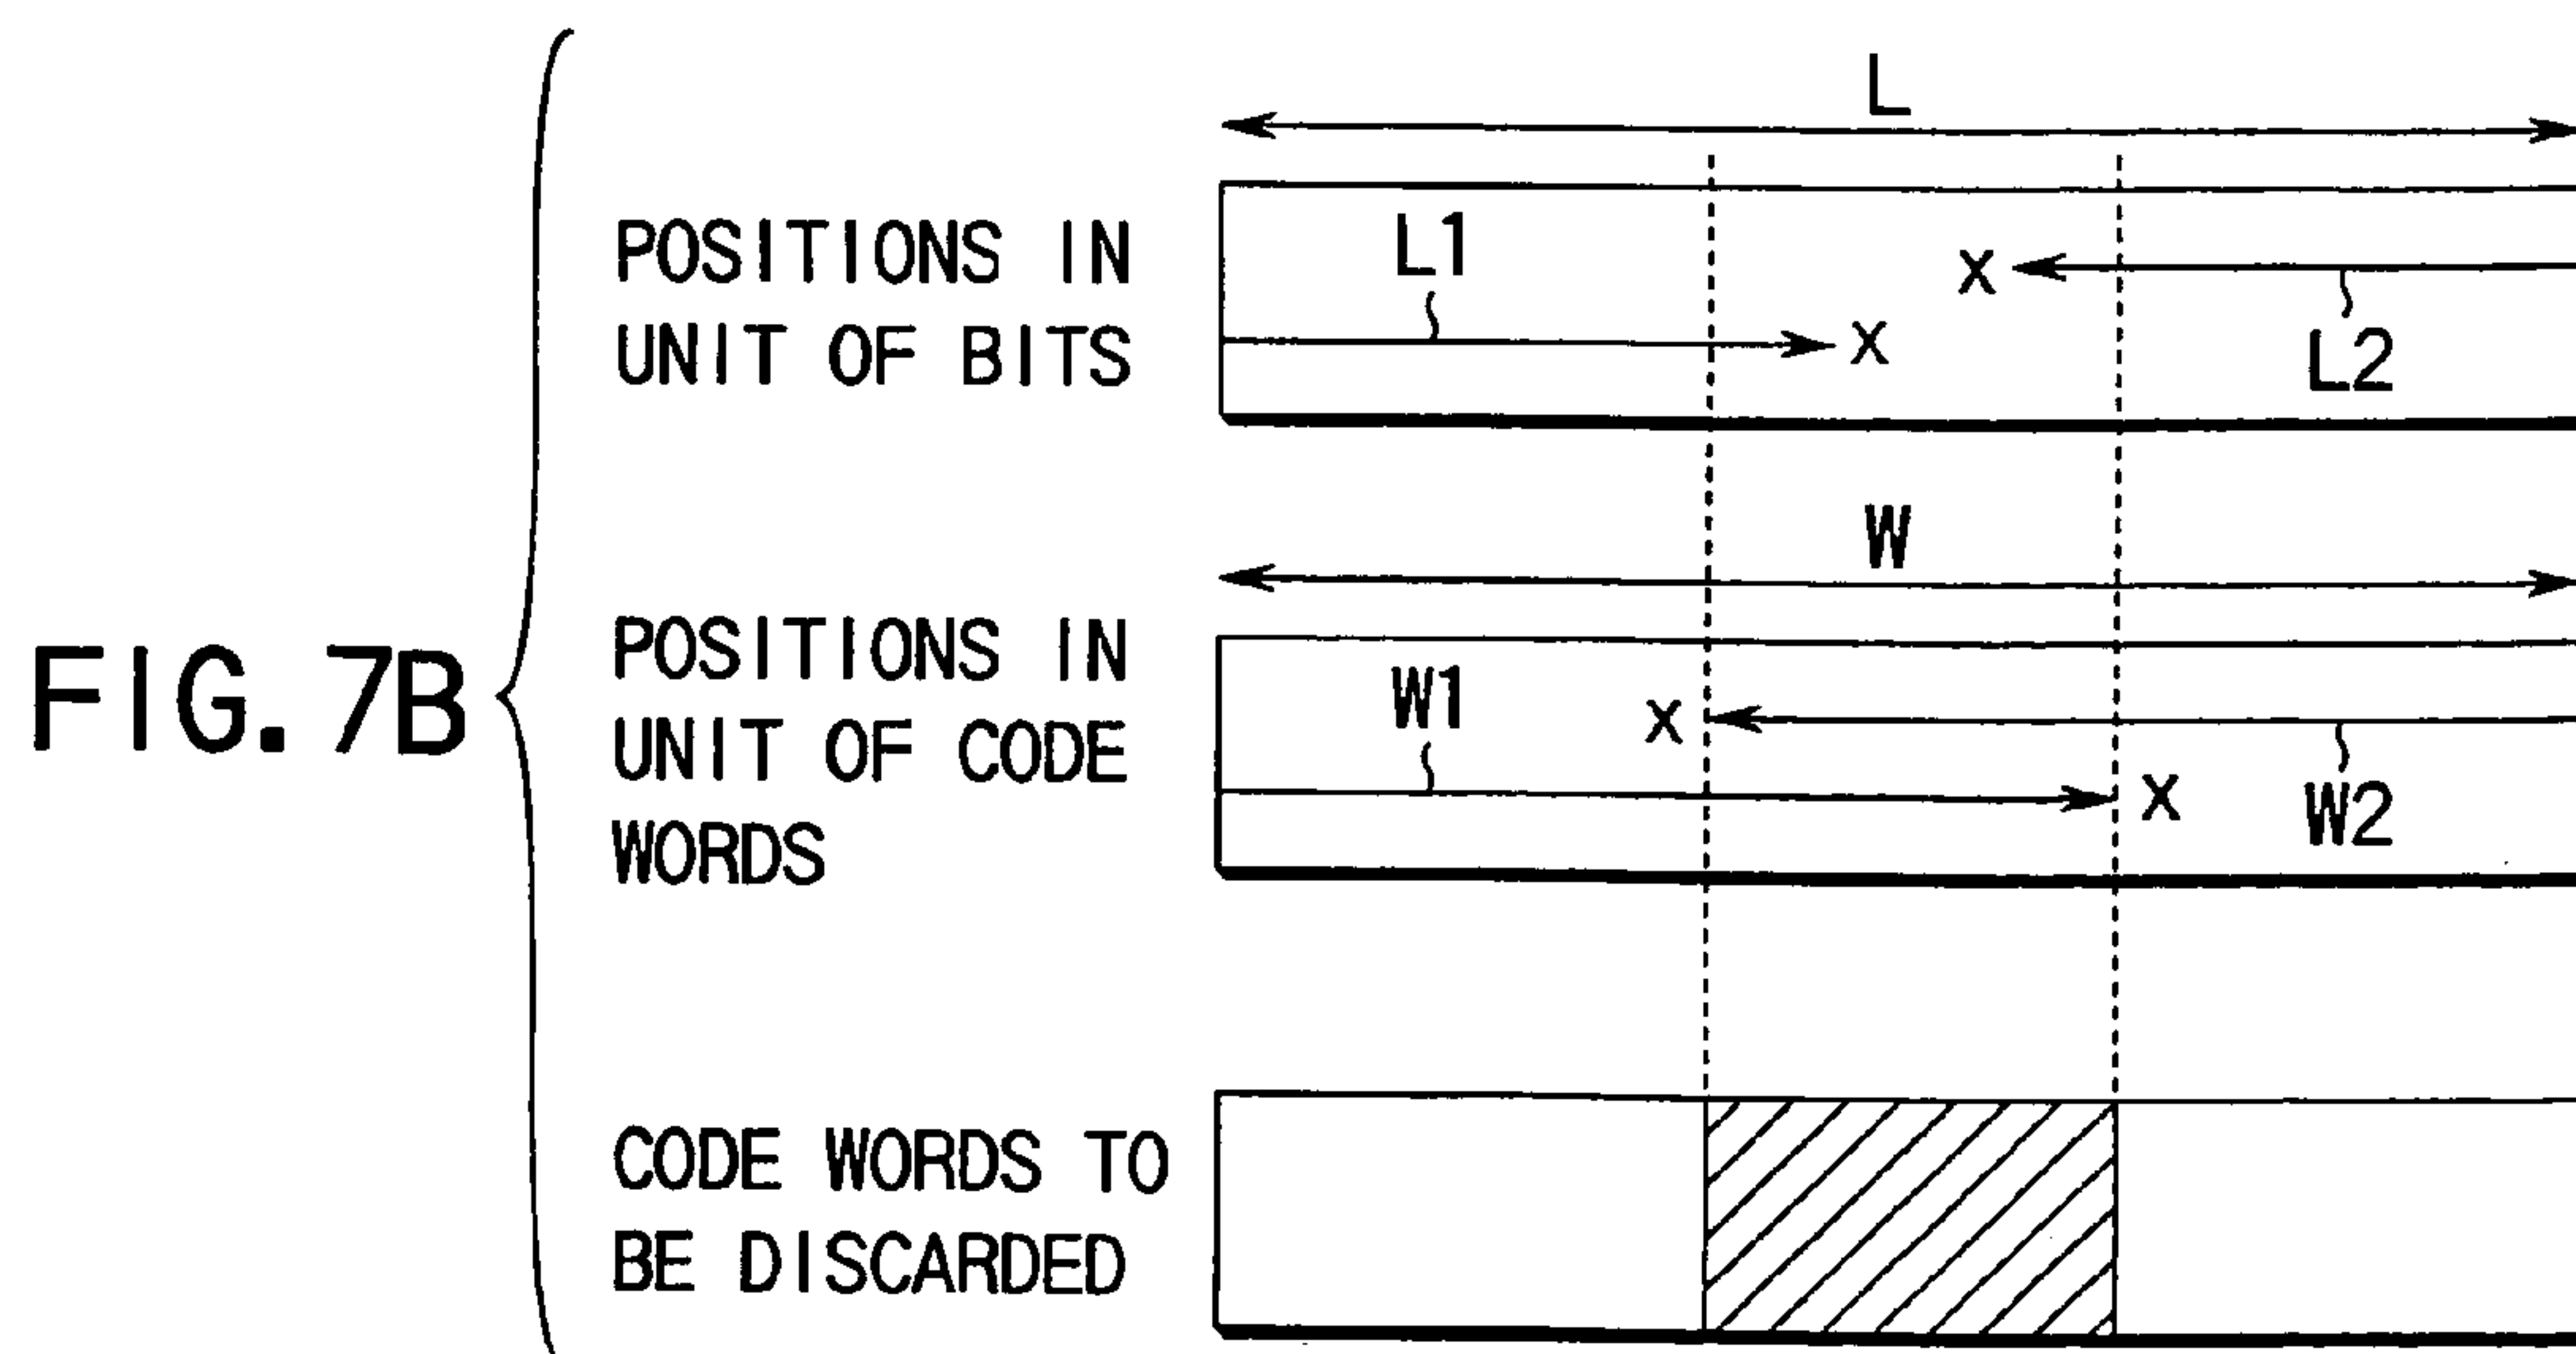 FIG. 7B
L
POSITIONS IN
UNIT OF BITS
L1
X
X
L2
W
POSITIONS IN
UNIT OF CODE
WORDS
W1
X
X
W2
CODE WORDS TO
BE DISCARDED